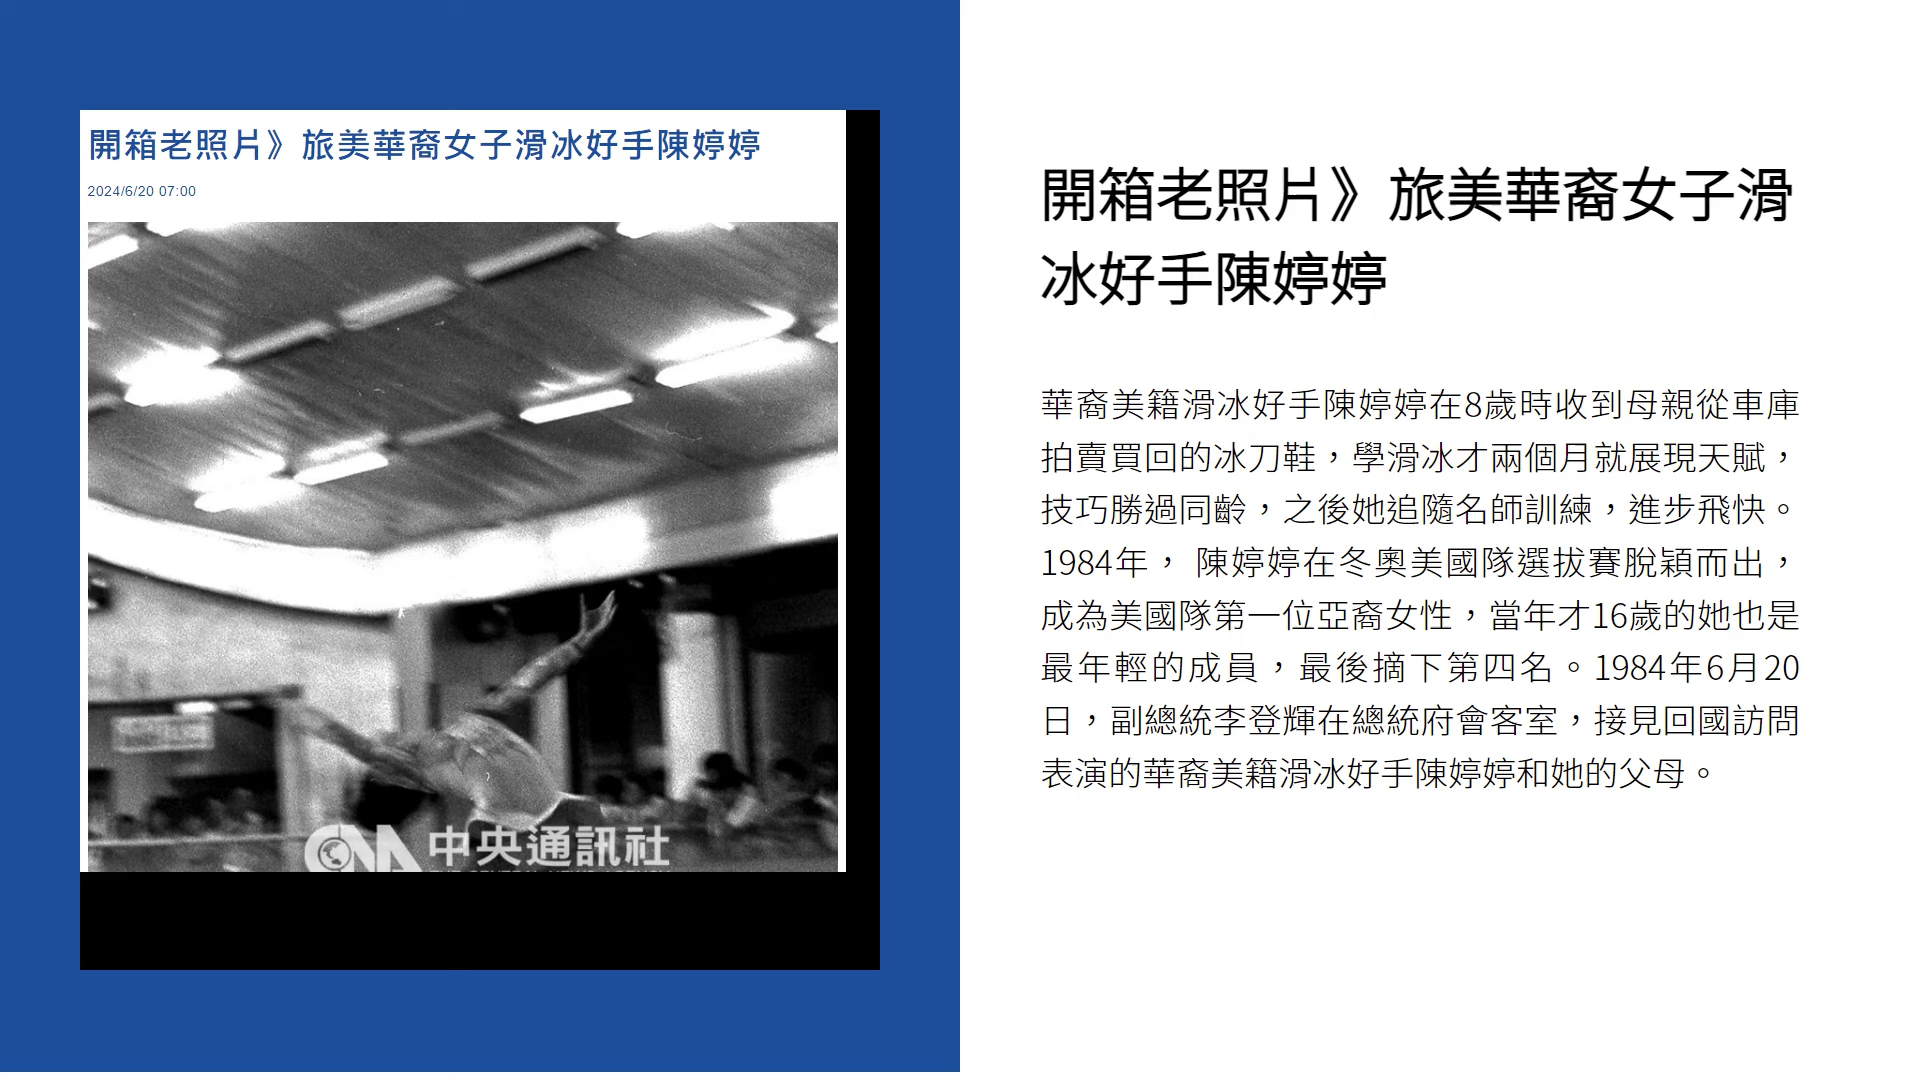 開箱老照片》旅美華裔女子滑冰好手陳婷婷
2024/6/20 07:00
中央通訊社
開箱老照片》旅美華裔女子滑
冰好手陳婷婷
華裔美籍滑冰好手陳婷婷在8歲時收到母親從車庫
拍賣買回的冰刀鞋，學滑冰才兩個月就展現天賦，
技巧勝過同齡，之後她追隨名師訓練，進步飛快。
1984年， 陳婷婷在冬奧美國隊選拔賽脫穎而出，
成為美國隊第一位亞裔女性，當年才16歲的她也是
最年輕的成員，最後摘下第四名。1984年6月20
日，副總統李登輝在總統府會客室，接見回國訪問
表演的華裔美籍滑冰好手陳婷婷和她的父母。